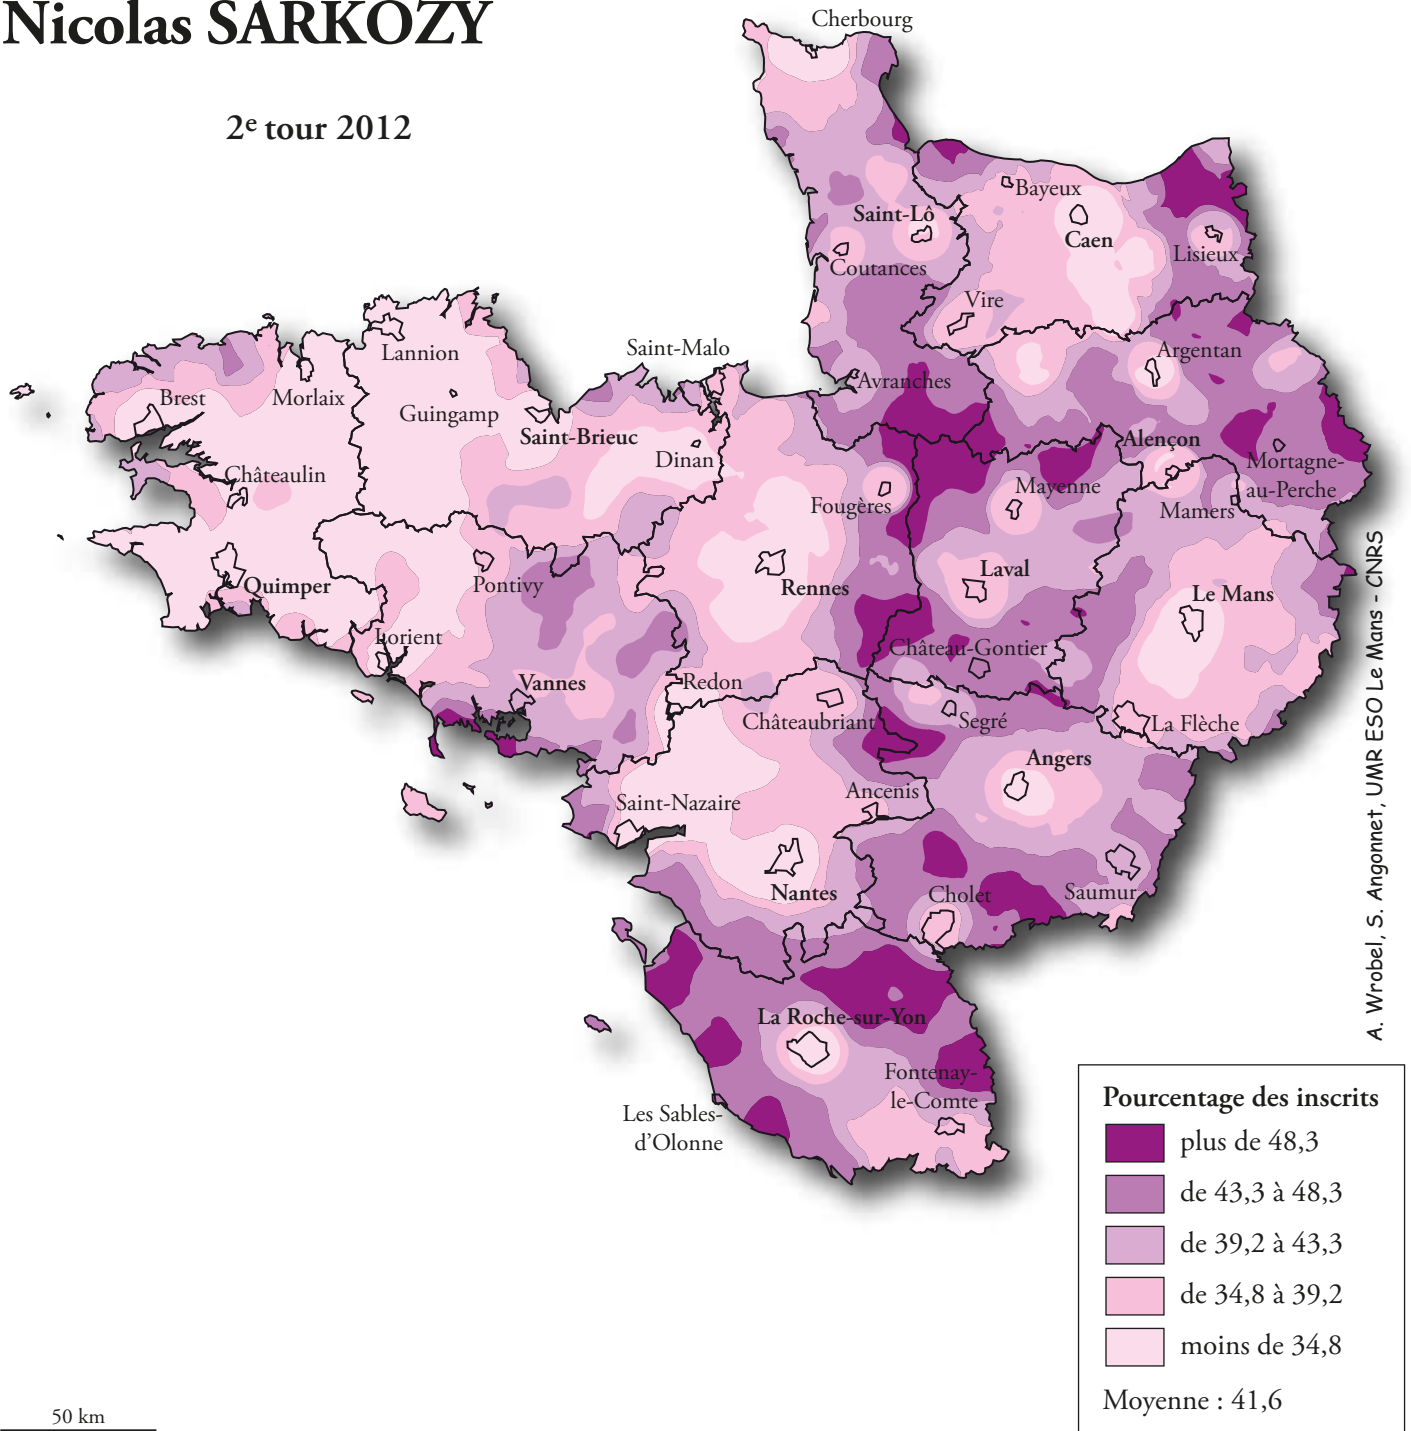 Nicolas SARKOZY
2e tour 2012
Cherbourg
Bayeux
Saint-Lô
Caen
Lisieux
Coutances
Vire
Saint-Malo
Lannion
Argentan
Avranches
Brest
Morlaix
Guingamp
Saint-Brieuc
Dinan
Alençon
Mortagne-
au-Perche
Châteaulin
Fougères
Mayenne
Mamers
Quimper
Pontivy
Rennes
Laval
Le Mans
Lorient
Château-Gontier
Vannes
Redon
Châteaubriant
Segré
La Flèche
Angers
Saint-Nazaire
Ancenis
Nantes
Cholet
Saumur
La Roche-sur-Yon
Fontenay-
le-Comte
Les Sables-
d'Olonne
A. Wrobel, S. Angonnet, UMR ESO Le Mans - CNRS
Pourcentage des inscrits
plus de 48,3
de 43,3 à 48,3
de 39,2 à 43,3
de 34,8 à 39,2
moins de 34,8
Moyenne : 41,6
50 km